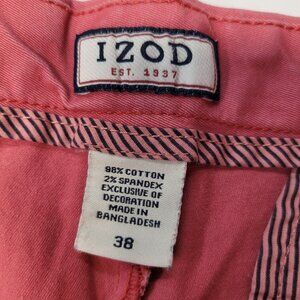 IZOD
EST. 1937
98% COTTON
2% SPANDEX
EXCLUSIVE OF
DECORATION
MADE IN
BANGLADESH
38